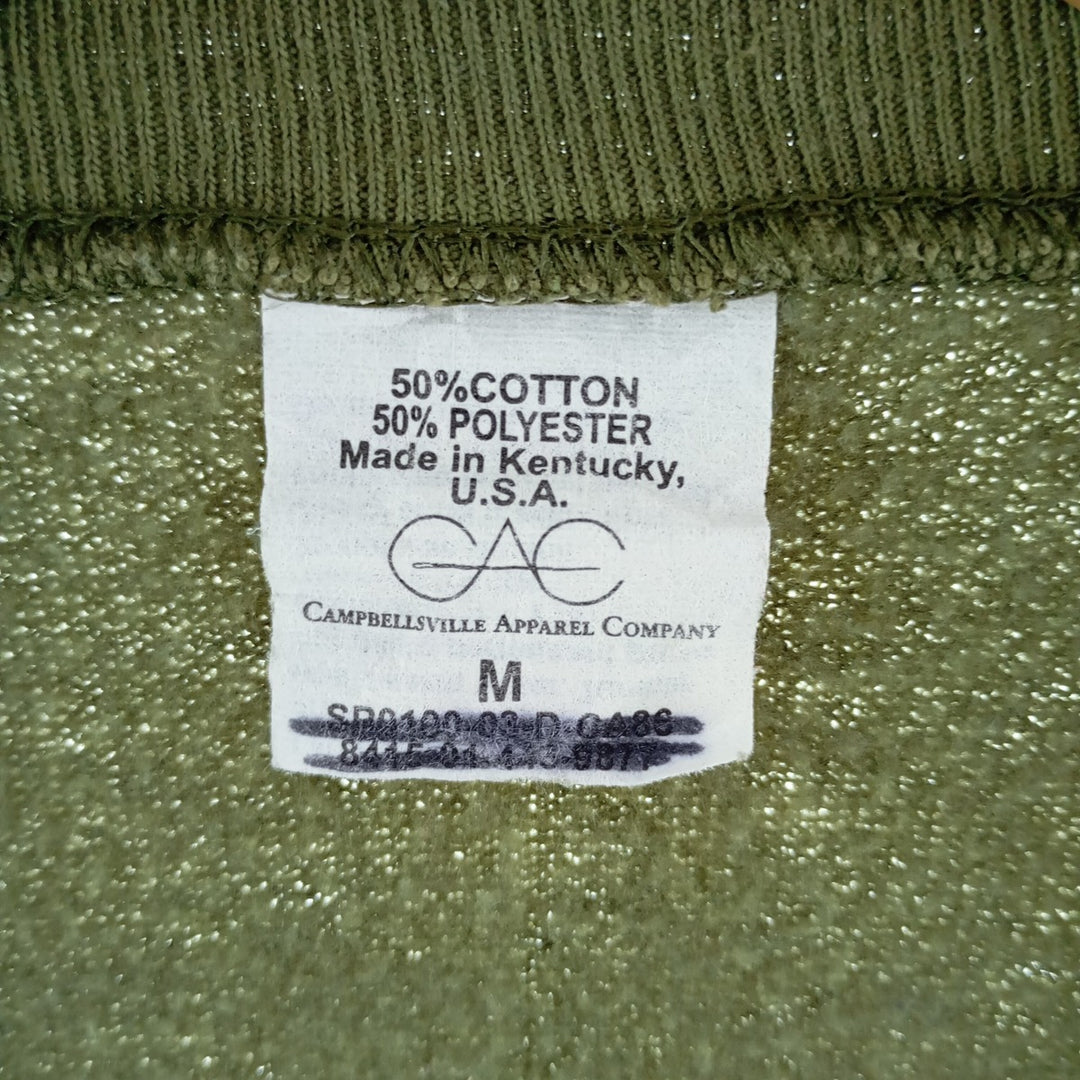 50%COTTON
50% POLYESTER
Made in Kentucky,
U.S.A.
CAC
CAMPBELLSVILLE APPAREL COMPANY
M